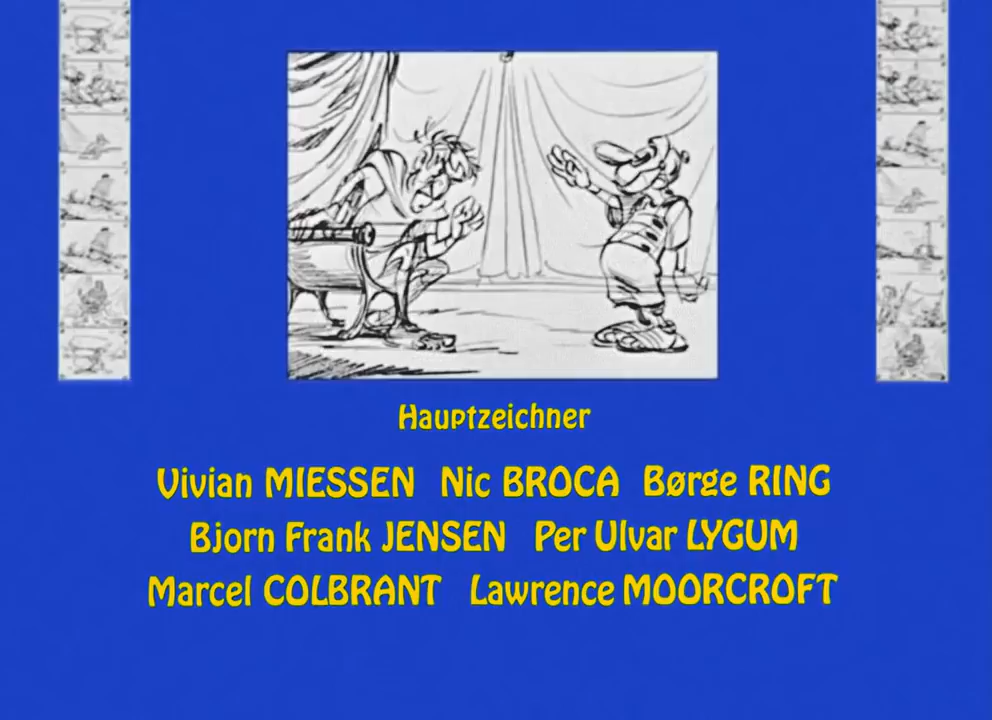 Hauptzeichner
Vivian MIESSEN Nic BROCA Børge RING
Bjorn Frank JENSEN Per Ulvar LYGUM
Marcel COLBRANT Lawrence MOORCROFT